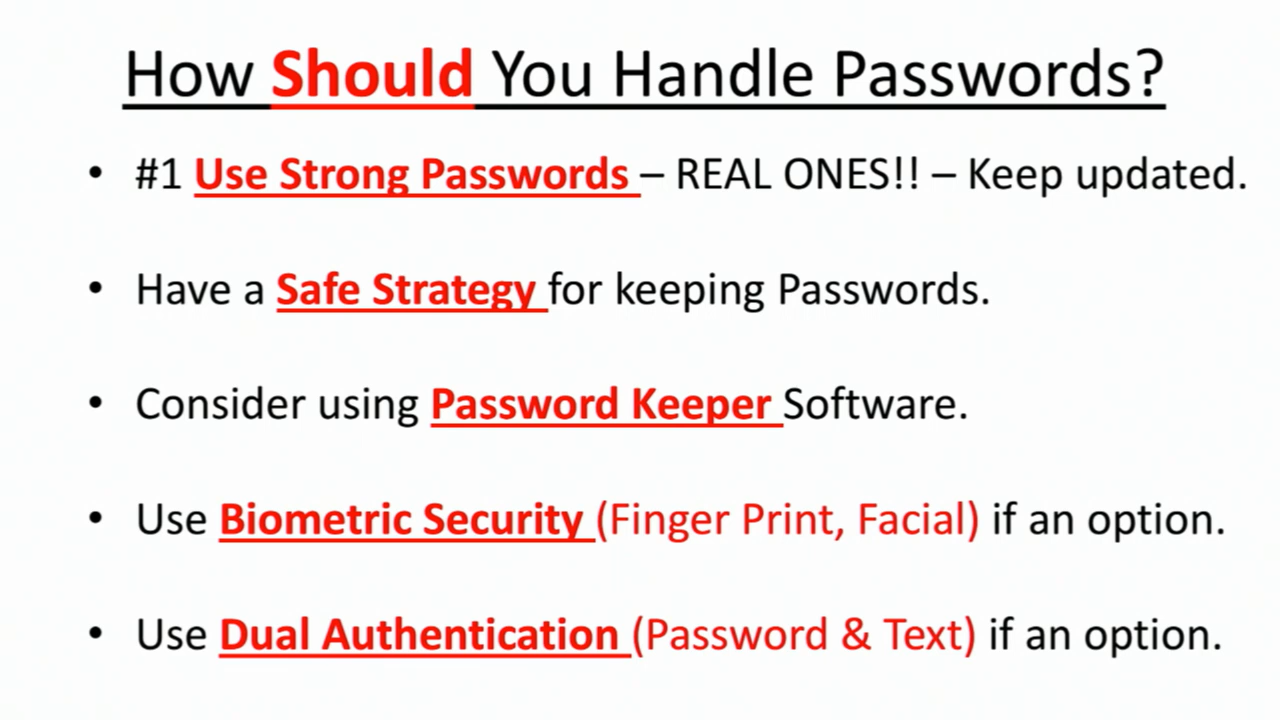 How Should You Handle Passwords?
• #1 Use Strong Passwords – REAL ONES!! – Keep updated.
• Have a Safe Strategy for keeping Passwords.
• Consider using Password Keeper Software.
• Use Biometric Security (Finger Print, Facial) if an option.
• Use Dual Authentication (Password & Text) if an option.